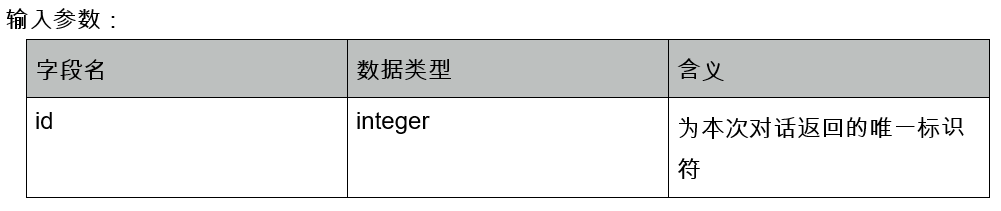 输入参数：
字段名 数据类型 含义
id integer 为本次对话返回的唯一标识
符